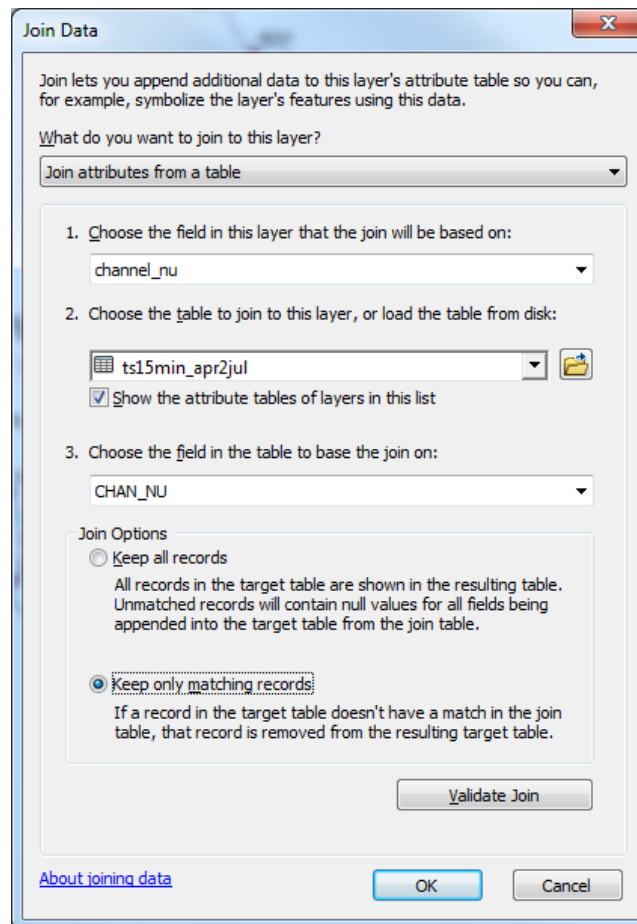 Join Data
Join lets you append additional data to this layer's attribute table so you can,
for example, symbolize the layer's features using this data.
What do you want to join to this layer?
Join attributes from a table
1. Choose the field in this layer that the join will be based on:
channel_nu
2. Choose the table to join to this layer, or load the table from disk:
ts15min_apr2jul
Show the attribute tables of layers in this list
3. Choose the field in the table to base the join on:
CHAN_NU
Join Options
Keep all records
All records in the target table are shown in the resulting table.
Unmatched records will contain null values for all fields being
appended into the target table from the join table.
Keep only matching records
If a record in the target table doesn't have a match in the join
table, that record is removed from the resulting target table.
Validate Join
About joining data
OK
Cancel